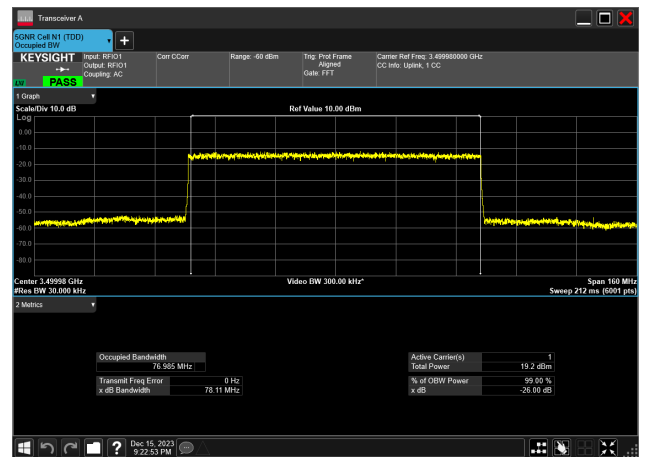 Transceiver A
5GNR Cell N1 (TDD)
Occupied BW
KEYSIGHT
LXI
PASS
Input: RFIO1
Output: RFIO1
Coupling: AC
Corr CCorr
Range: -60 dBm
Trig: Prot Frame
Aligned
Gate: FFT
Carrier Ref Freq: 3.499980000 GHz
CC Info: Uplink, 1 CC
1 Graph
Scale/Div 10.0 dB
Ref Value 10.00 dBm
Log
0.00
-10.0
-20.0
-30.0
-40.0
-50.0
-60.0
-70.0
-80.0
Center 3.49998 GHz
Video BW 300.00 kHz*
Span 160 MHz
#Res BW 30.000 kHz
Sweep 212 ms (6001 pts)
2 Metrics
Occupied Bandwidth
76.985 MHz
Transmit Freq Error 0 Hz
x dB Bandwidth 78.11 MHz
Active Carrier(s) 1
Total Power 19.2 dBm
% of OBW Power 99.00 %
x dB -26.00 dB
Dec 15, 2023
9:22:53 PM